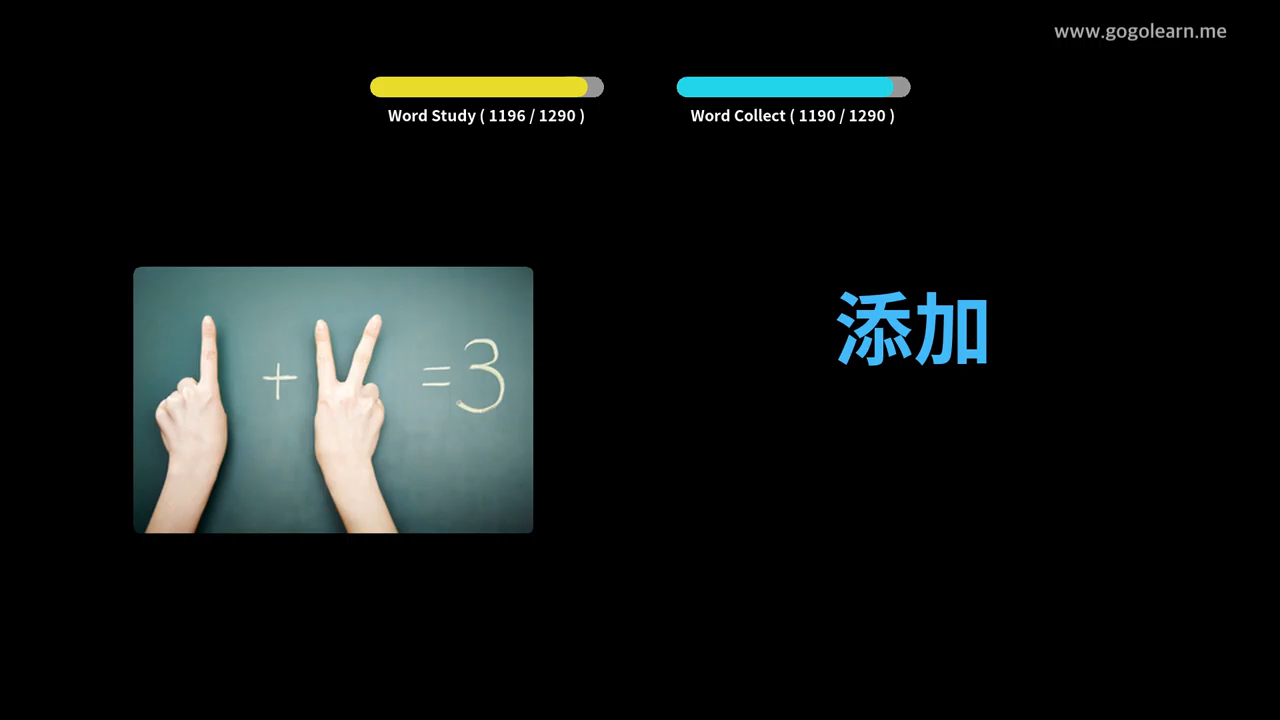 www.gogolearn.me
Word Study ( 1196 / 1290 )
Word Collect ( 1190 / 1290 )
+ =3
添加